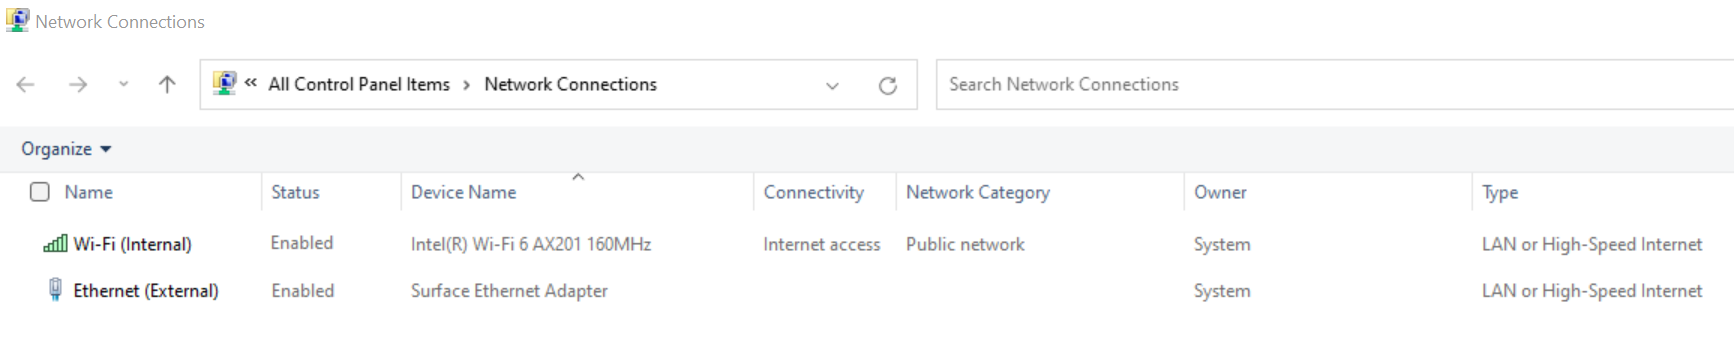 Network Connections
« All Control Panel Items > Network Connections
Search Network Connections
Organize
Name Status Device Name Connectivity Network Category Owner Type
Wi-Fi (Internal) Enabled Intel(R) Wi-Fi 6 AX201 160MHz Internet access Public network System LAN or High-Speed Internet
Ethernet (External) Enabled Surface Ethernet Adapter System LAN or High-Speed Internet